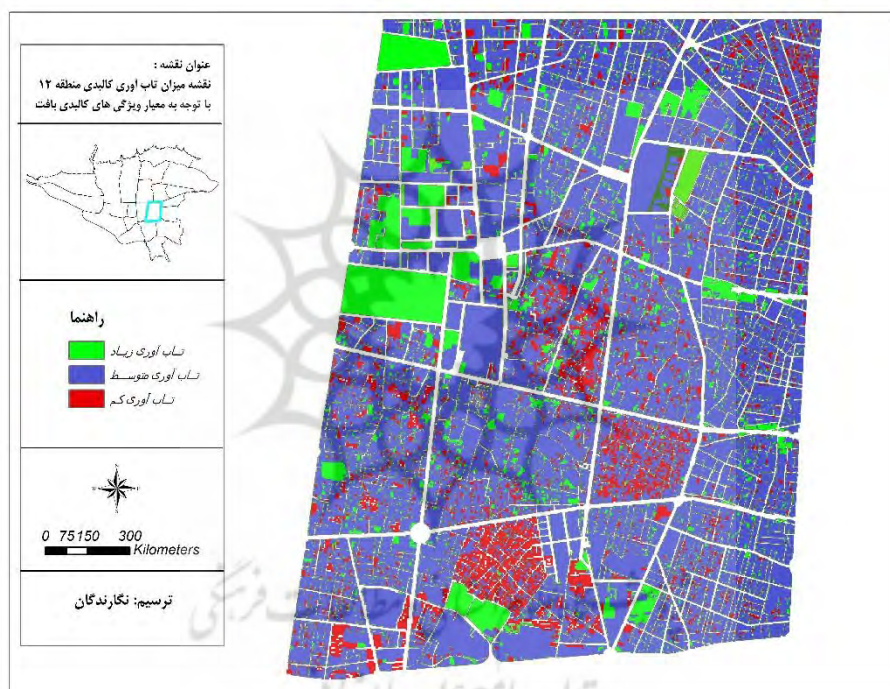 عنوان نقشه :
نقشه میزان تاب آوری کالبدی منطقه ۱۲
با توجه به معیار ویژگی های کالبدی بافت
راهنما
تاب آوری زیاد
تاب آوری متوسط
تاب آوری کم
N
0 75150 300
Kilometers
ترسیم: نگارندگان